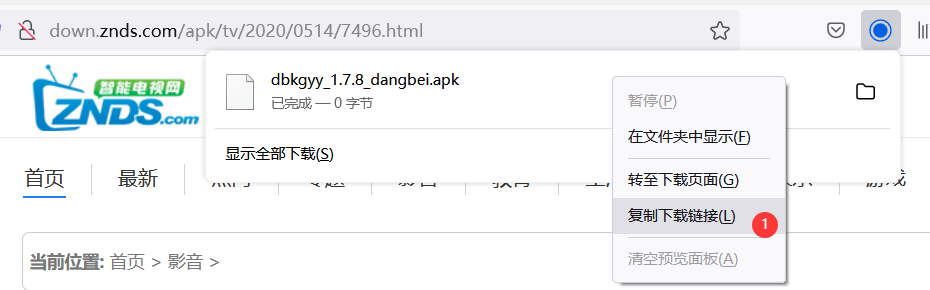 down.znds.com/apk/tv/2020/0514/7496.html
智能电视网
ZNDS.com
dbkgyy_1.7.8_dangbei.apk
已完成 — 0 字节
显示全部下载(S)
暂停(P)
在文件夹中显示(F)
转至下载页面(G)
复制下载链接(L)
1
清空预览面板(A)
首页 最新
当前位置: 首页 > 影音 >